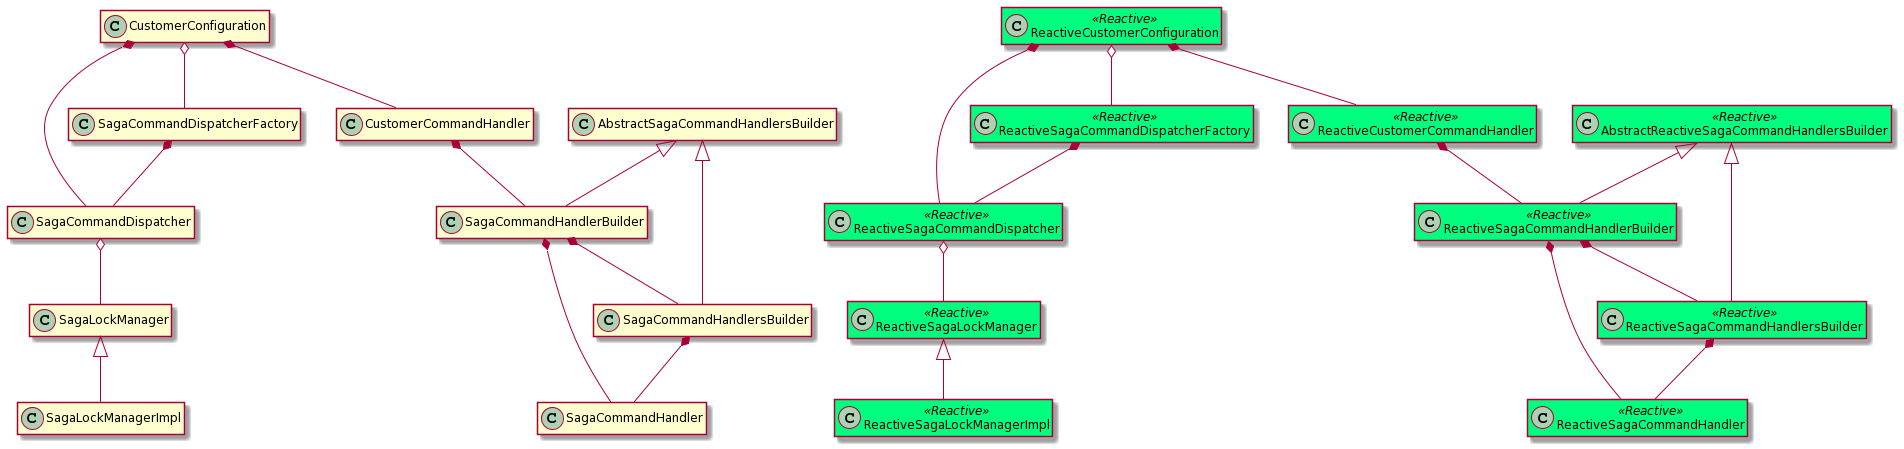 C CustomerConfiguration
C SagaCommandDispatcherFactory
C CustomerCommandHandler
C AbstractSagaCommandHandlersBuilder
C SagaCommandDispatcher
C SagaCommandHandlerBuilder
C SagaLockManager
C SagaCommandHandlersBuilder
C SagaLockManagerImpl
C SagaCommandHandler
«Reactive»
C ReactiveCustomerConfiguration
«Reactive»
C ReactiveSagaCommandDispatcherFactory
«Reactive»
C ReactiveCustomerCommandHandler
«Reactive»
C AbstractReactiveSagaCommandHandlersBuilder
«Reactive»
C ReactiveSagaCommandDispatcher
«Reactive»
C ReactiveSagaCommandHandlerBuilder
«Reactive»
C ReactiveSagaLockManager
«Reactive»
C ReactiveSagaCommandHandlersBuilder
«Reactive»
C ReactiveSagaLockManagerImpl
«Reactive»
C ReactiveSagaCommandHandler